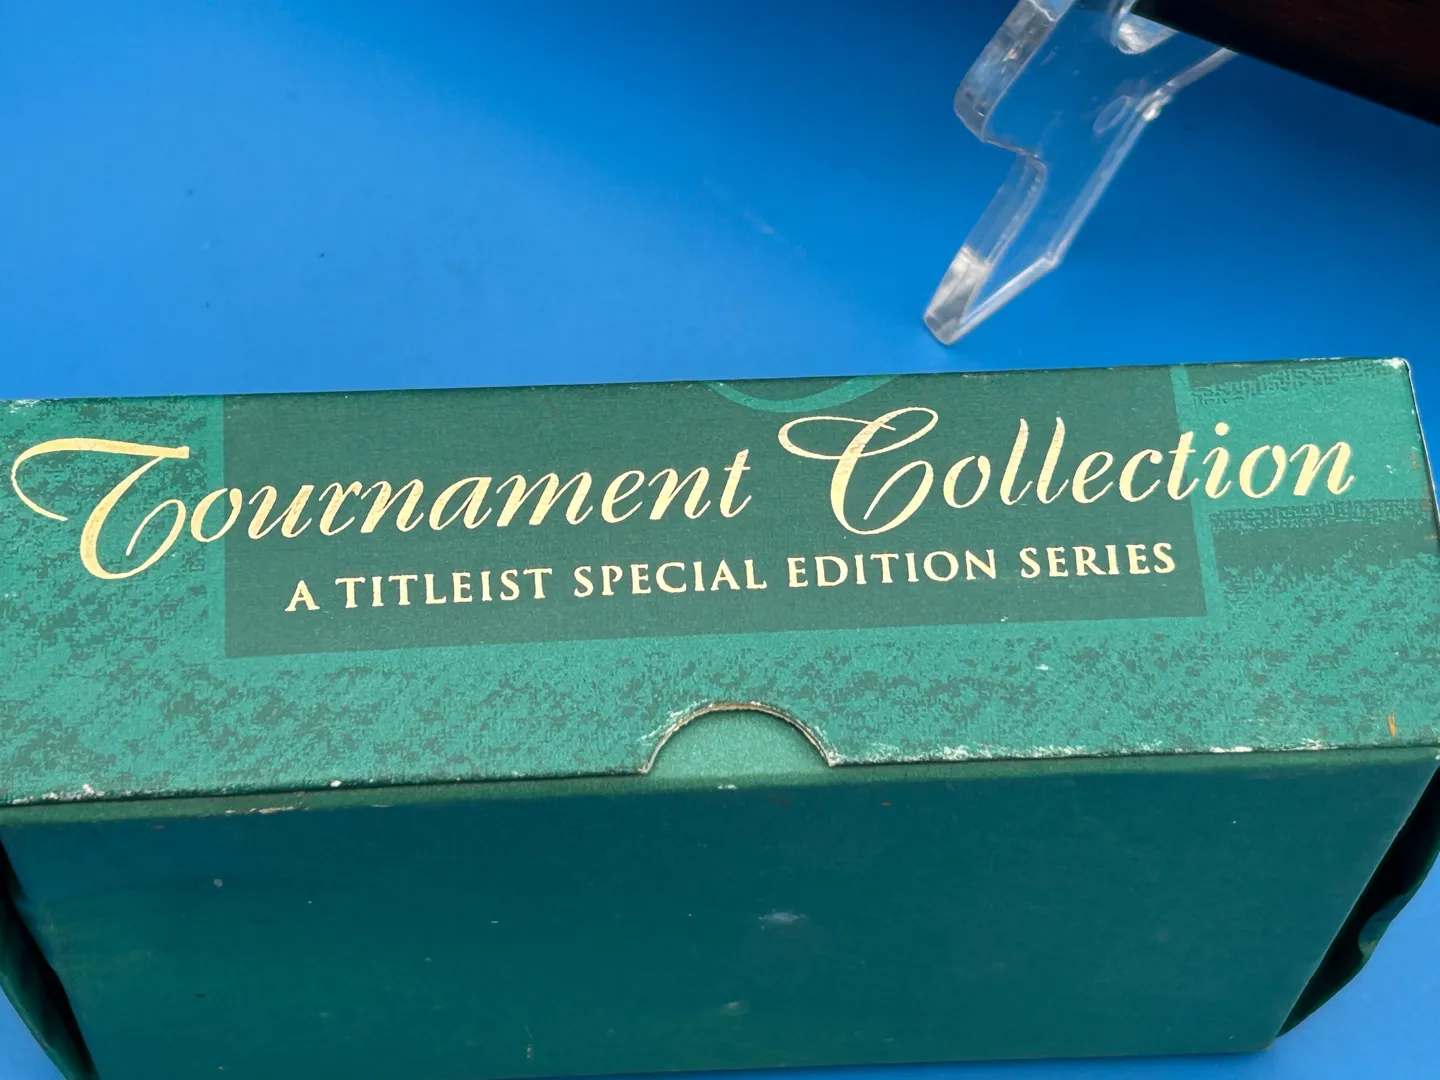 Tournament Collection
A TITLEIST SPECIAL EDITION SERIES